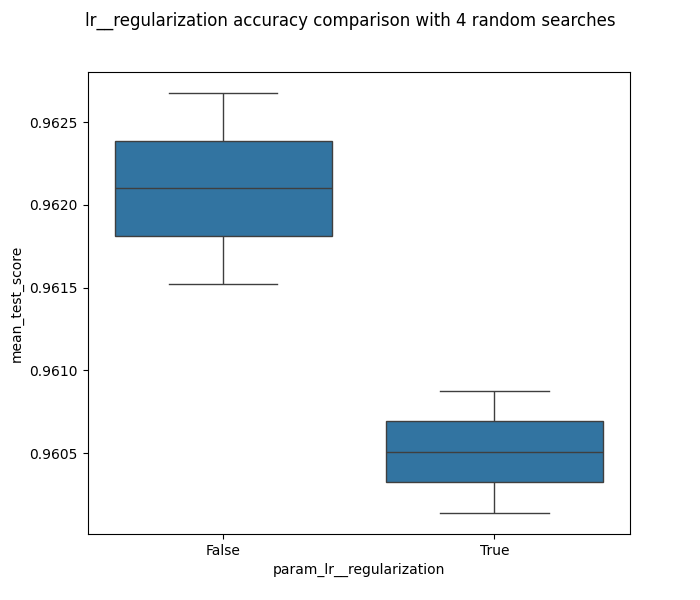 lr__regularization accuracy comparison with 4 random searches
0.9625
0.9620
0.9615
0.9610
0.9605
mean_test_score
False
True
param_lr__regularization